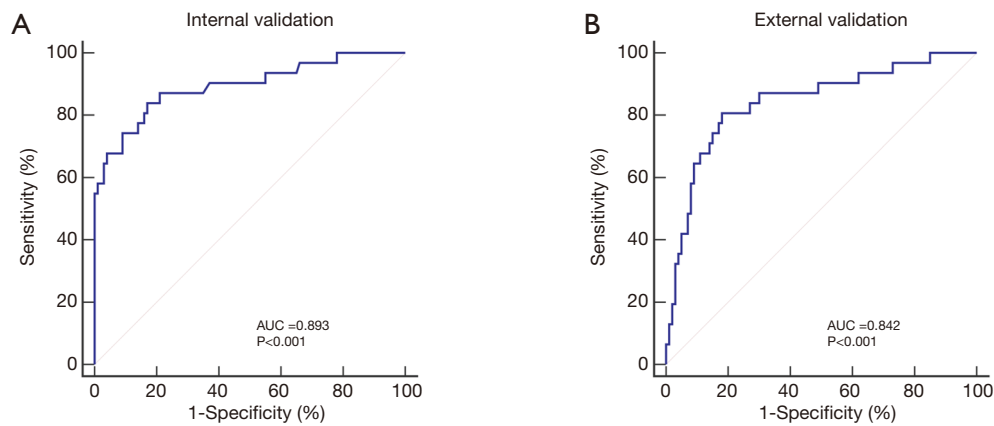 A
Internal validation
100
80
60
40
20
0
Sensitivity (%)
AUC =0.893
P<0.001
0 20 40 60 80 100
1-Specificity (%)
B
External validation
100
80
60
40
20
0
Sensitivity (%)
AUC =0.842
P<0.001
0 20 40 60 80 100
1-Specificity (%)